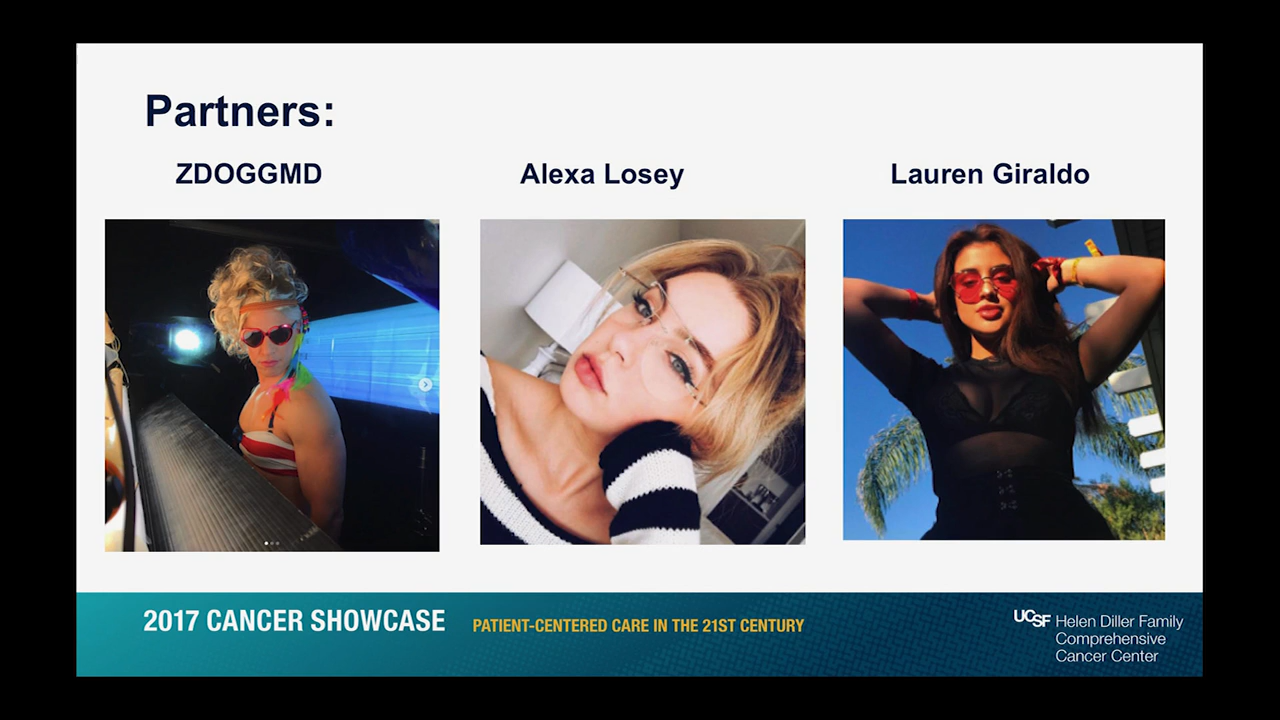 Partners:
ZDOGGMD
Alexa Losey
Lauren Giraldo
2017 CANCER SHOWCASE
PATIENT-CENTERED CARE IN THE 21ST CENTURY
UCSF Helen Diller Family
Comprehensive
Cancer Center